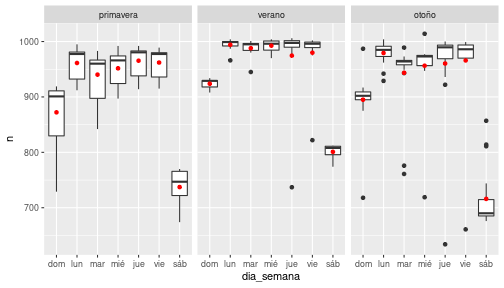 primavera verano otoño
1000
900
800
700
n
dom lun mar mié jue vie sáb dom lun mar mié jue vie sáb dom lun mar mié jue vie sáb
dia_semana